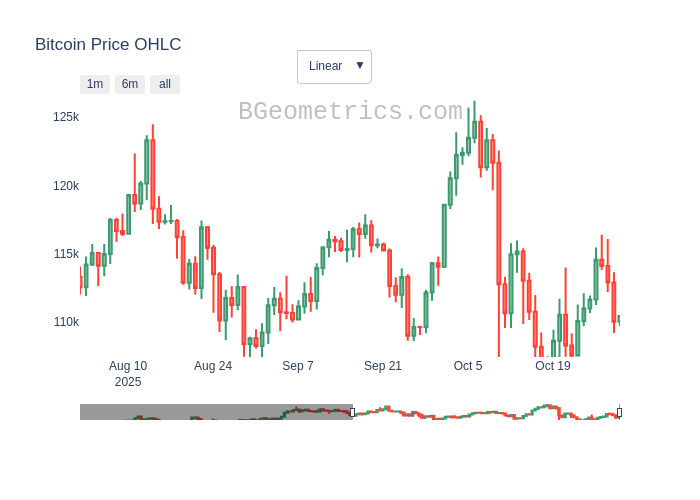 Bitcoin Price OHLC
Linear ▼
1m 6m all
BGeometrics.com
125k
120k
115k
110k
Aug 10 Aug 24 Sep 7 Sep 21 Oct 5 Oct 19
2025